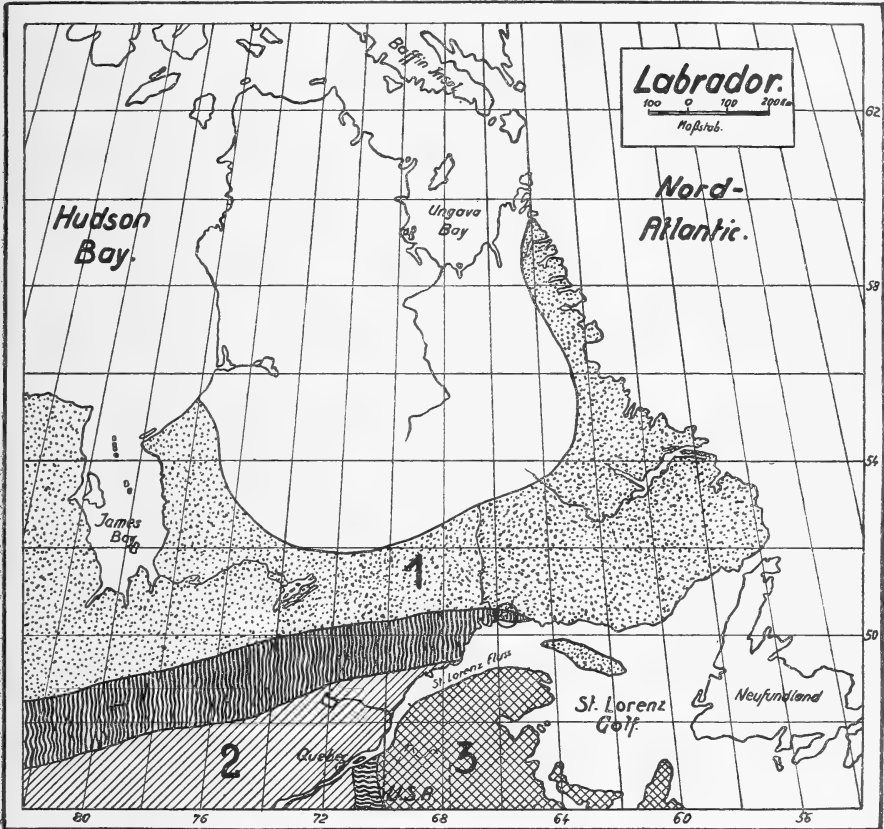 Baffin Insel.
Labrador.
100 0 100 200Km
Maßstab.
62
Nord-
Atlantic.
Hudson
Bay.
Ungava
Bay
58
54
James
Bay
1
50
St. Lorenz Fluss
St. Lorenz
Golf.
Neufundland
Quebec
2
3
U.S.A.
80 76 72 68 64 60 56